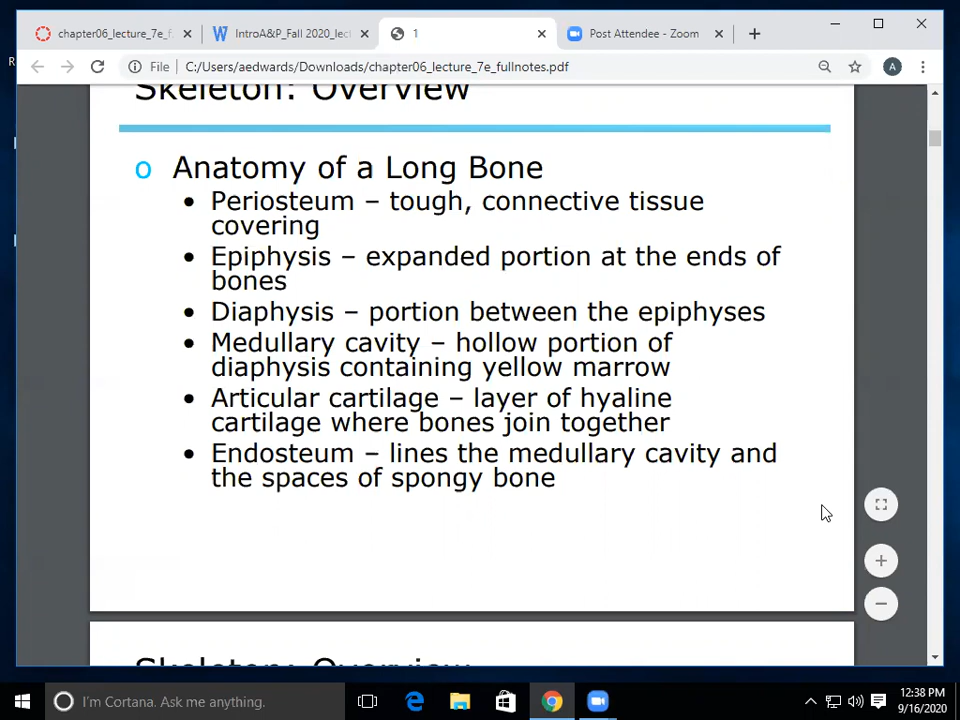 chapter06_lecture_7e_f
IntroA&P_Fall 2020_lec
1
Post Attendee - Zoom
File
C:/Users/aedwards/Downloads/chapter06_lecture_7e_fullnotes.pdf
A
R
Skeleton: Overview
o Anatomy of a Long Bone
• Periosteum – tough, connective tissue
covering
• Epiphysis – expanded portion at the ends of
bones
• Diaphysis – portion between the epiphyses
• Medullary cavity – hollow portion of
diaphysis containing yellow marrow
• Articular cartilage – layer of hyaline
cartilage where bones join together
• Endosteum – lines the medullary cavity and
the spaces of spongy bone
Skeleton: Overview
I'm Cortana. Ask me anything.
12:38 PM
9/16/2020